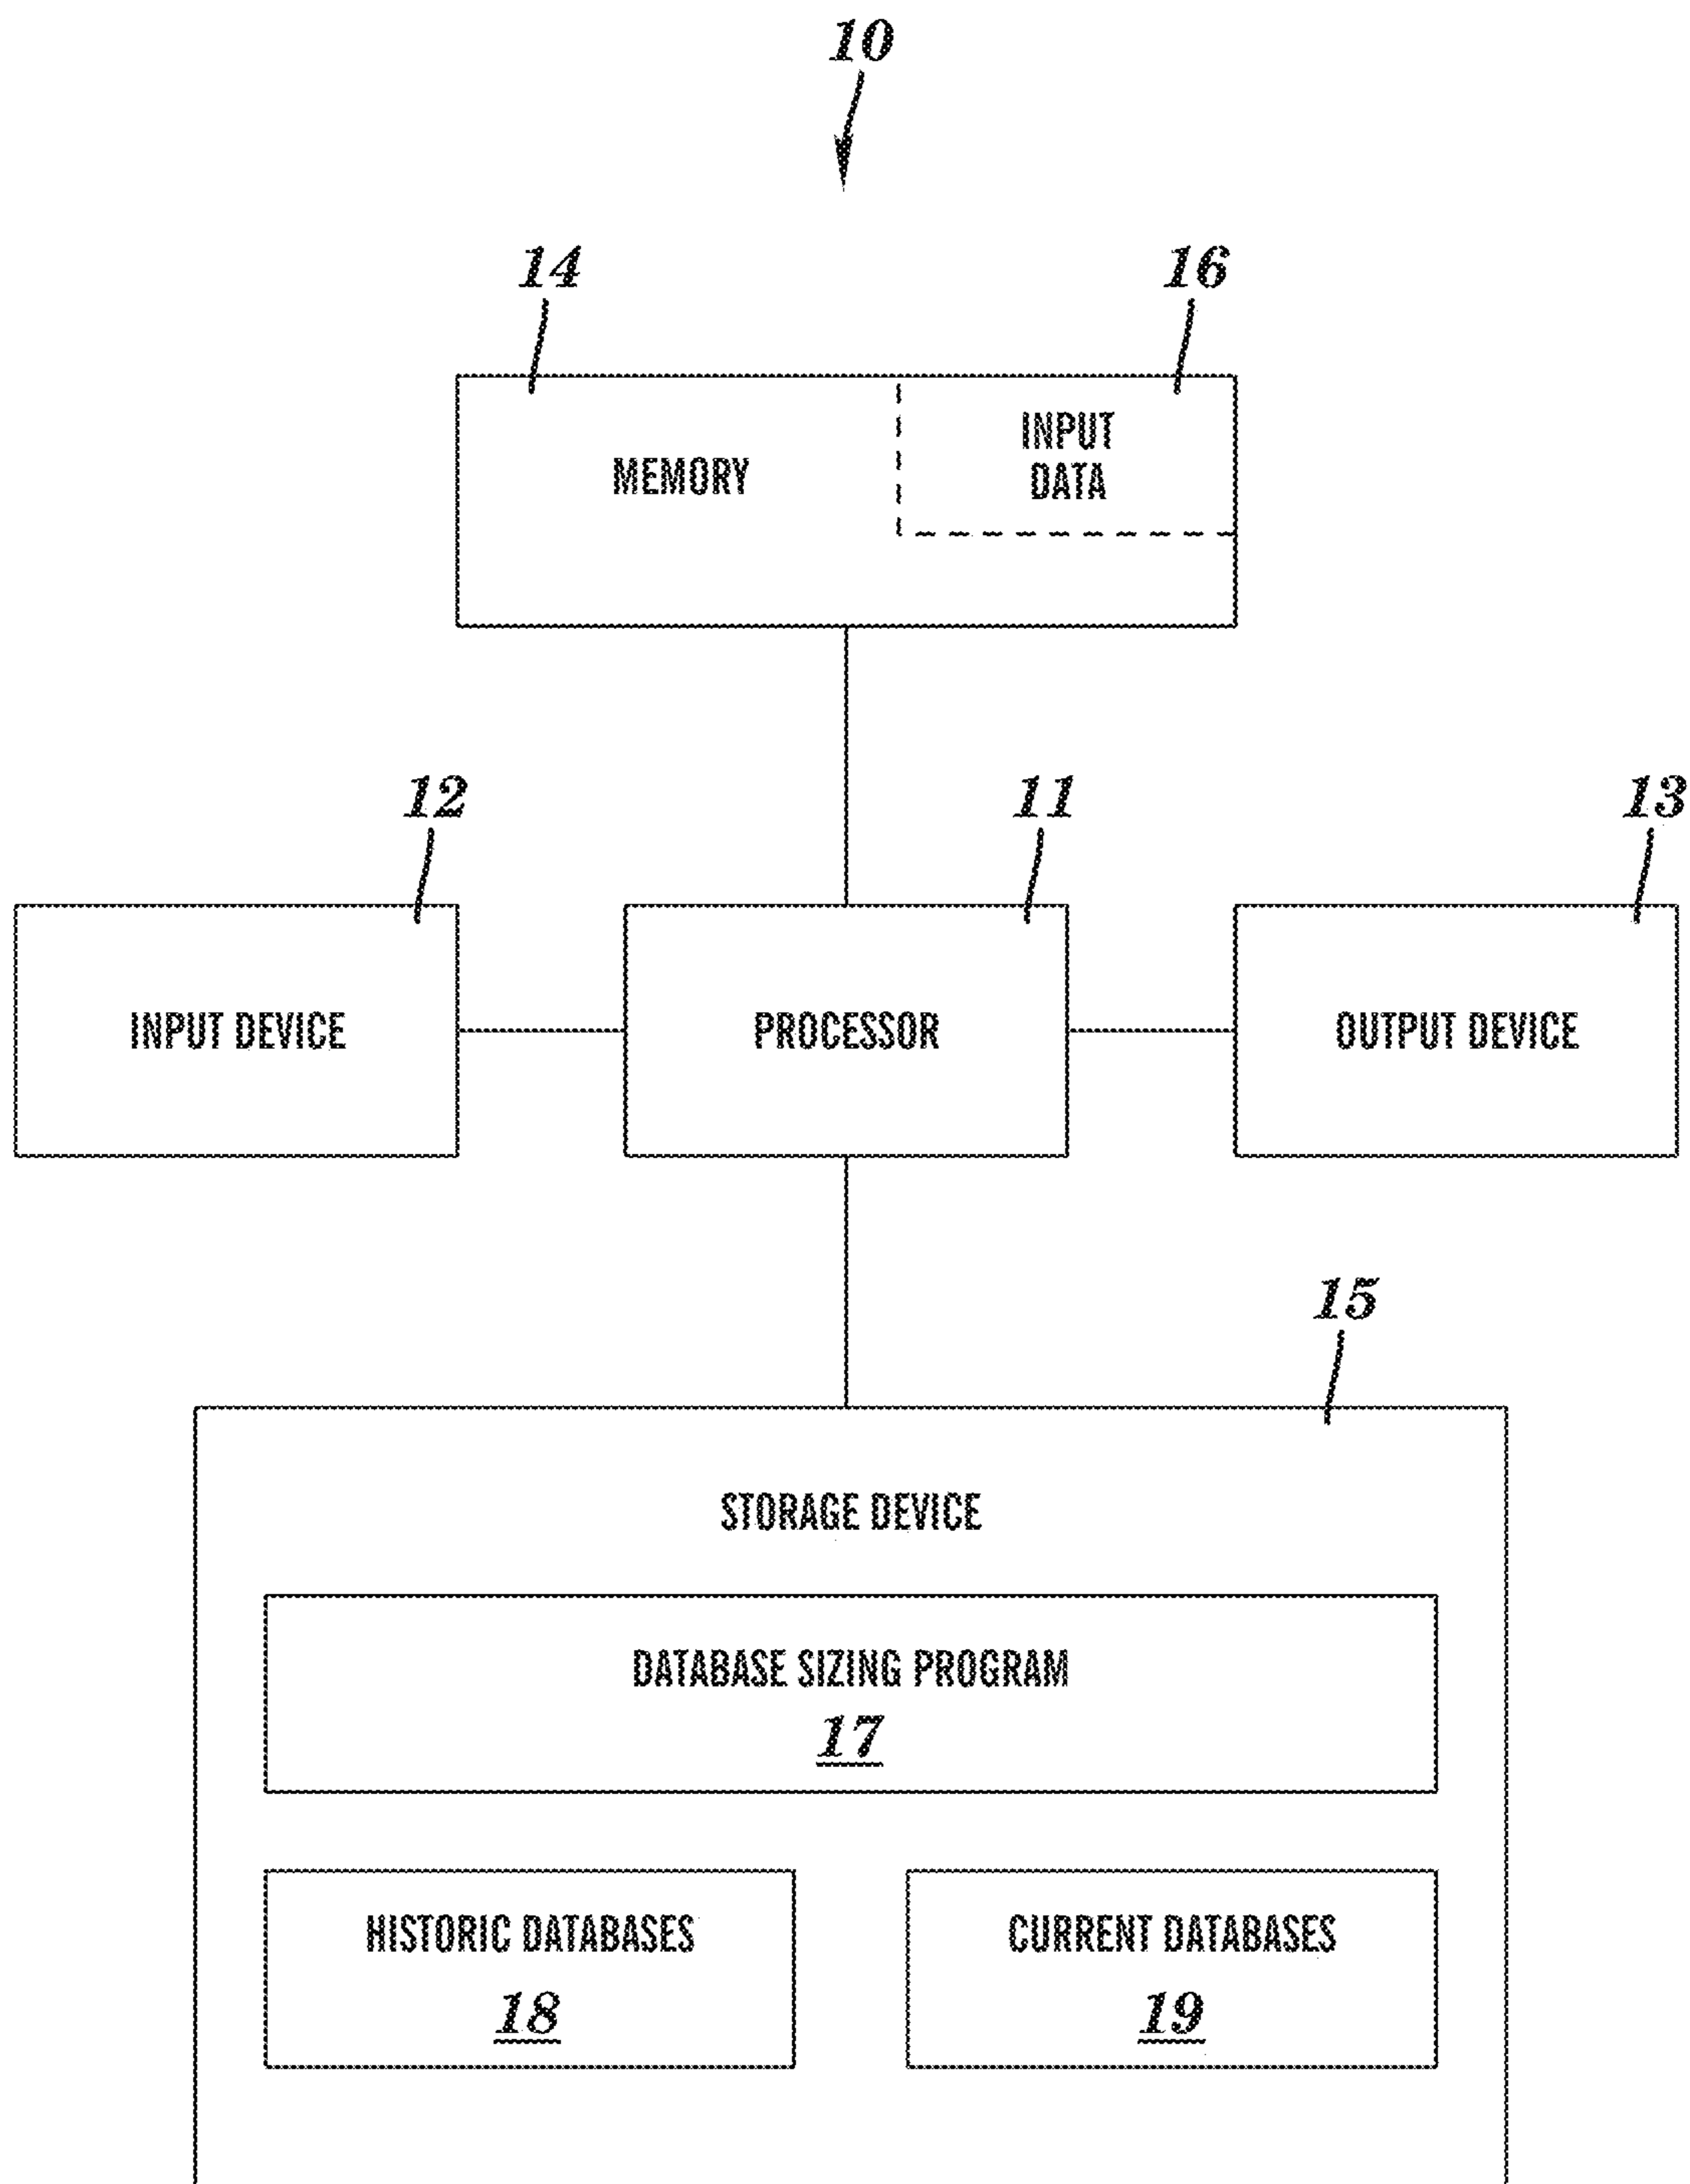 10
14
16
MEMORY
INPUT
DATA
12
11
13
INPUT DEVICE
PROCESSOR
OUTPUT DEVICE
15
STORAGE DEVICE
DATABASE SIZING PROGRAM
17
HISTORIC DATABASES
18
CURRENT DATABASES
19